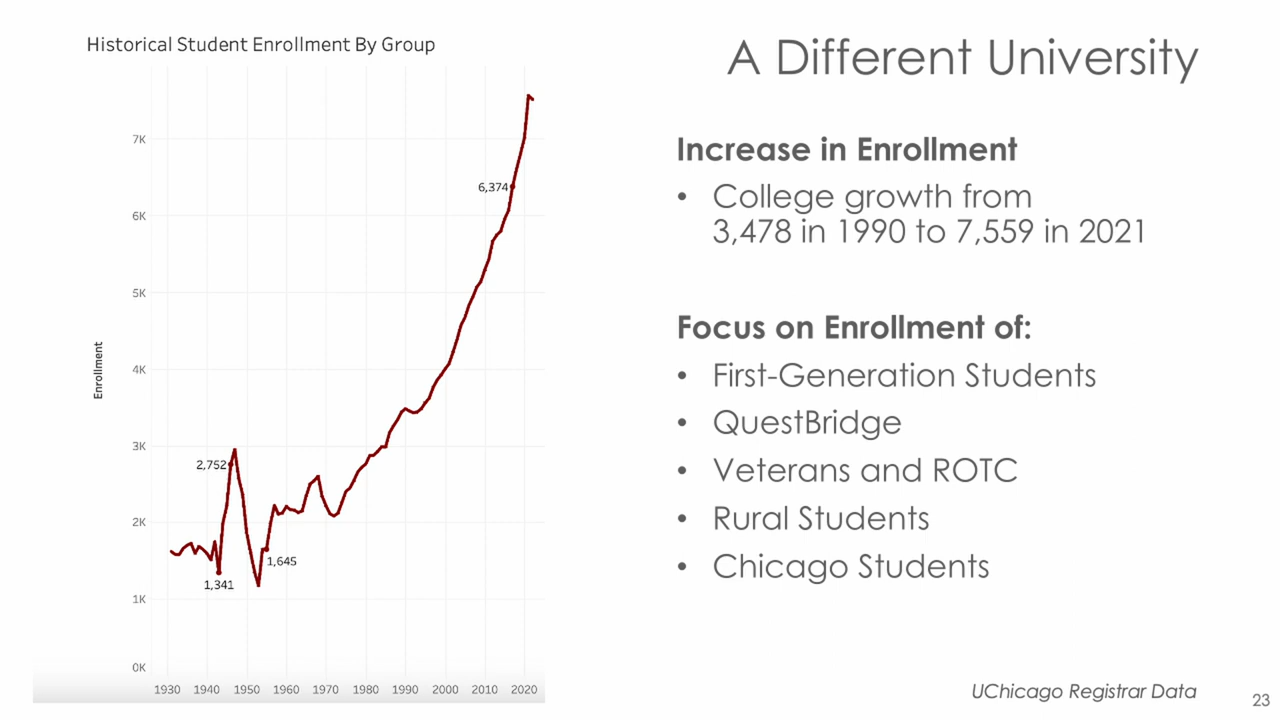 Historical Student Enrollment By Group
7K
6K
5K
4K
3K
2K
1K
0K
Enrollment
6,374
2,752
1,645
1,341
1930 1940 1950 1960 1970 1980 1990 2000 2010 2020
A Different University
Increase in Enrollment
• College growth from
3,478 in 1990 to 7,559 in 2021
Focus on Enrollment of:
• First-Generation Students
• QuestBridge
• Veterans and ROTC
• Rural Students
• Chicago Students
UChicago Registrar Data
23